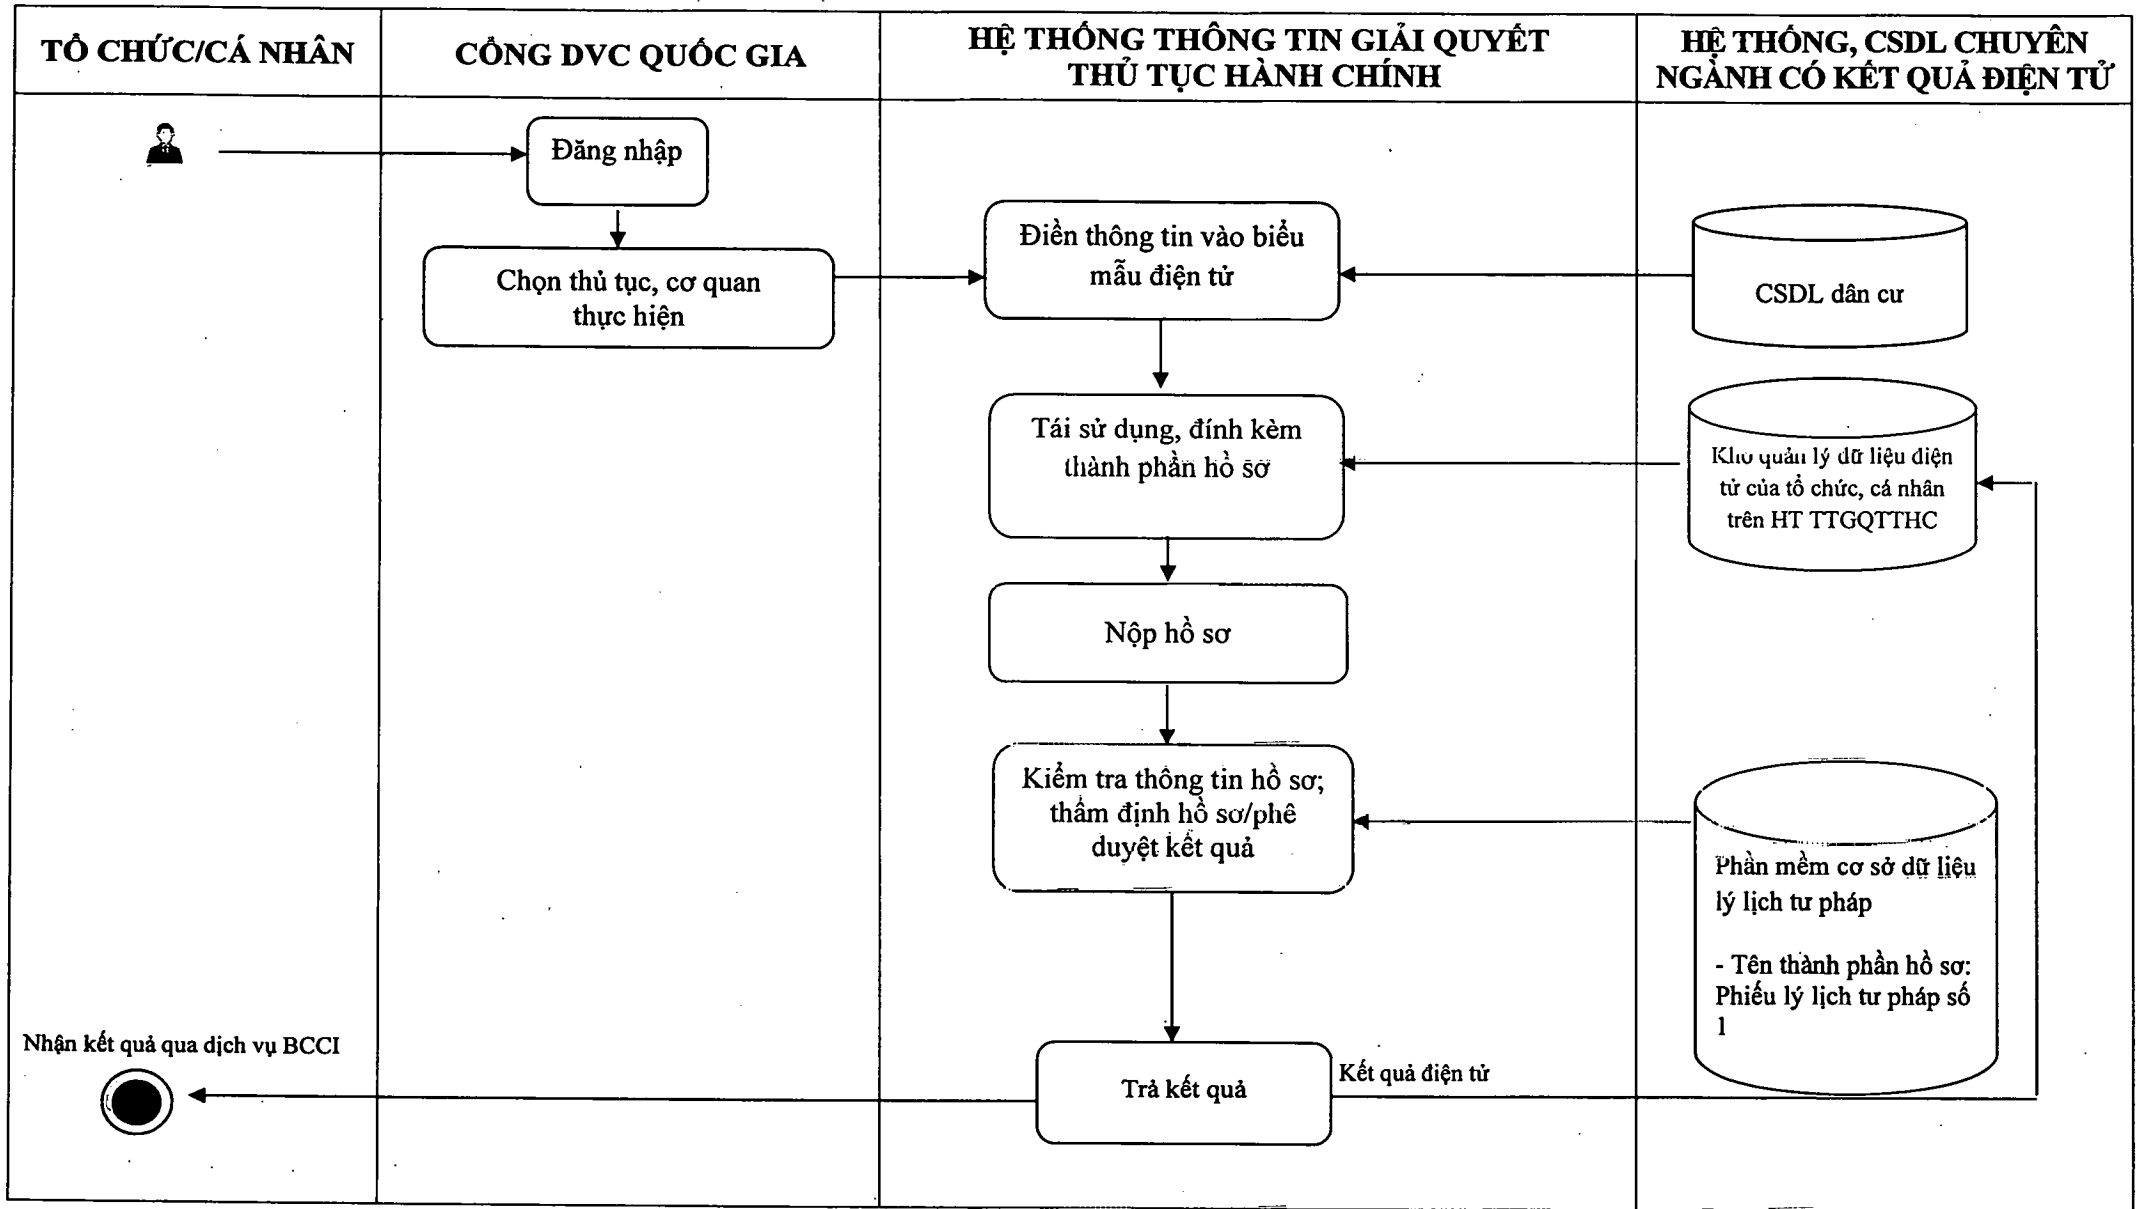 TỔ CHỨC/CÁ NHÂN
CỔNG DVC QUỐC GIA
HỆ THỐNG THÔNG TIN GIẢI QUYẾT
THỦ TỤC HÀNH CHÍNH
HỆ THỐNG, CSDL CHUYÊN
NGÀNH CÓ KẾT QUẢ ĐIỆN TỬ
Đăng nhập
Chọn thủ tục, cơ quan
thực hiện
Điền thông tin vào biểu
mẫu điện tử
CSDL dân cư
Tái sử dụng, đính kèm
thành phần hồ sơ
Kho quản lý dữ liệu điện
tử của tổ chức, cá nhân
trên HT TTGQTTHC
Nộp hồ sơ
Kiểm tra thông tin hồ sơ;
thẩm định hồ sơ/phê
duyệt kết quả
Phần mềm cơ sở dữ liệu
lý lịch tư pháp
- Tên thành phần hồ sơ:
Phiếu lý lịch tư pháp số
1
Nhận kết quả qua dịch vụ BCCI
Trả kết quả
Kết quả điện tử